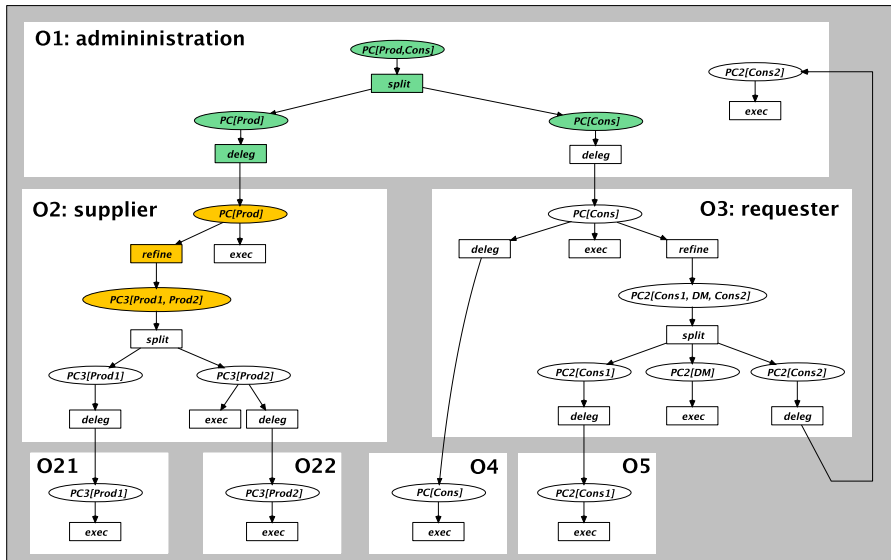 O1: admininistration
PC[Prod,Cons]
split
PC2[Cons2]
exec
PC[Prod]
PC[Cons]
deleg
deleg
O2: supplier
PC[Prod]
refine
exec
PC3[Prod1, Prod2]
split
PC3[Prod1]
PC3[Prod2]
deleg
exec
deleg
O3: requester
PC[Cons]
deleg
exec
refine
PC2[Cons1, DM, Cons2]
split
PC2[Cons1]
PC2[DM]
PC2[Cons2]
deleg
exec
deleg
O21
PC3[Prod1]
exec
O22
PC3[Prod2]
exec
O4
PC[Cons]
exec
O5
PC2[Cons1]
exec